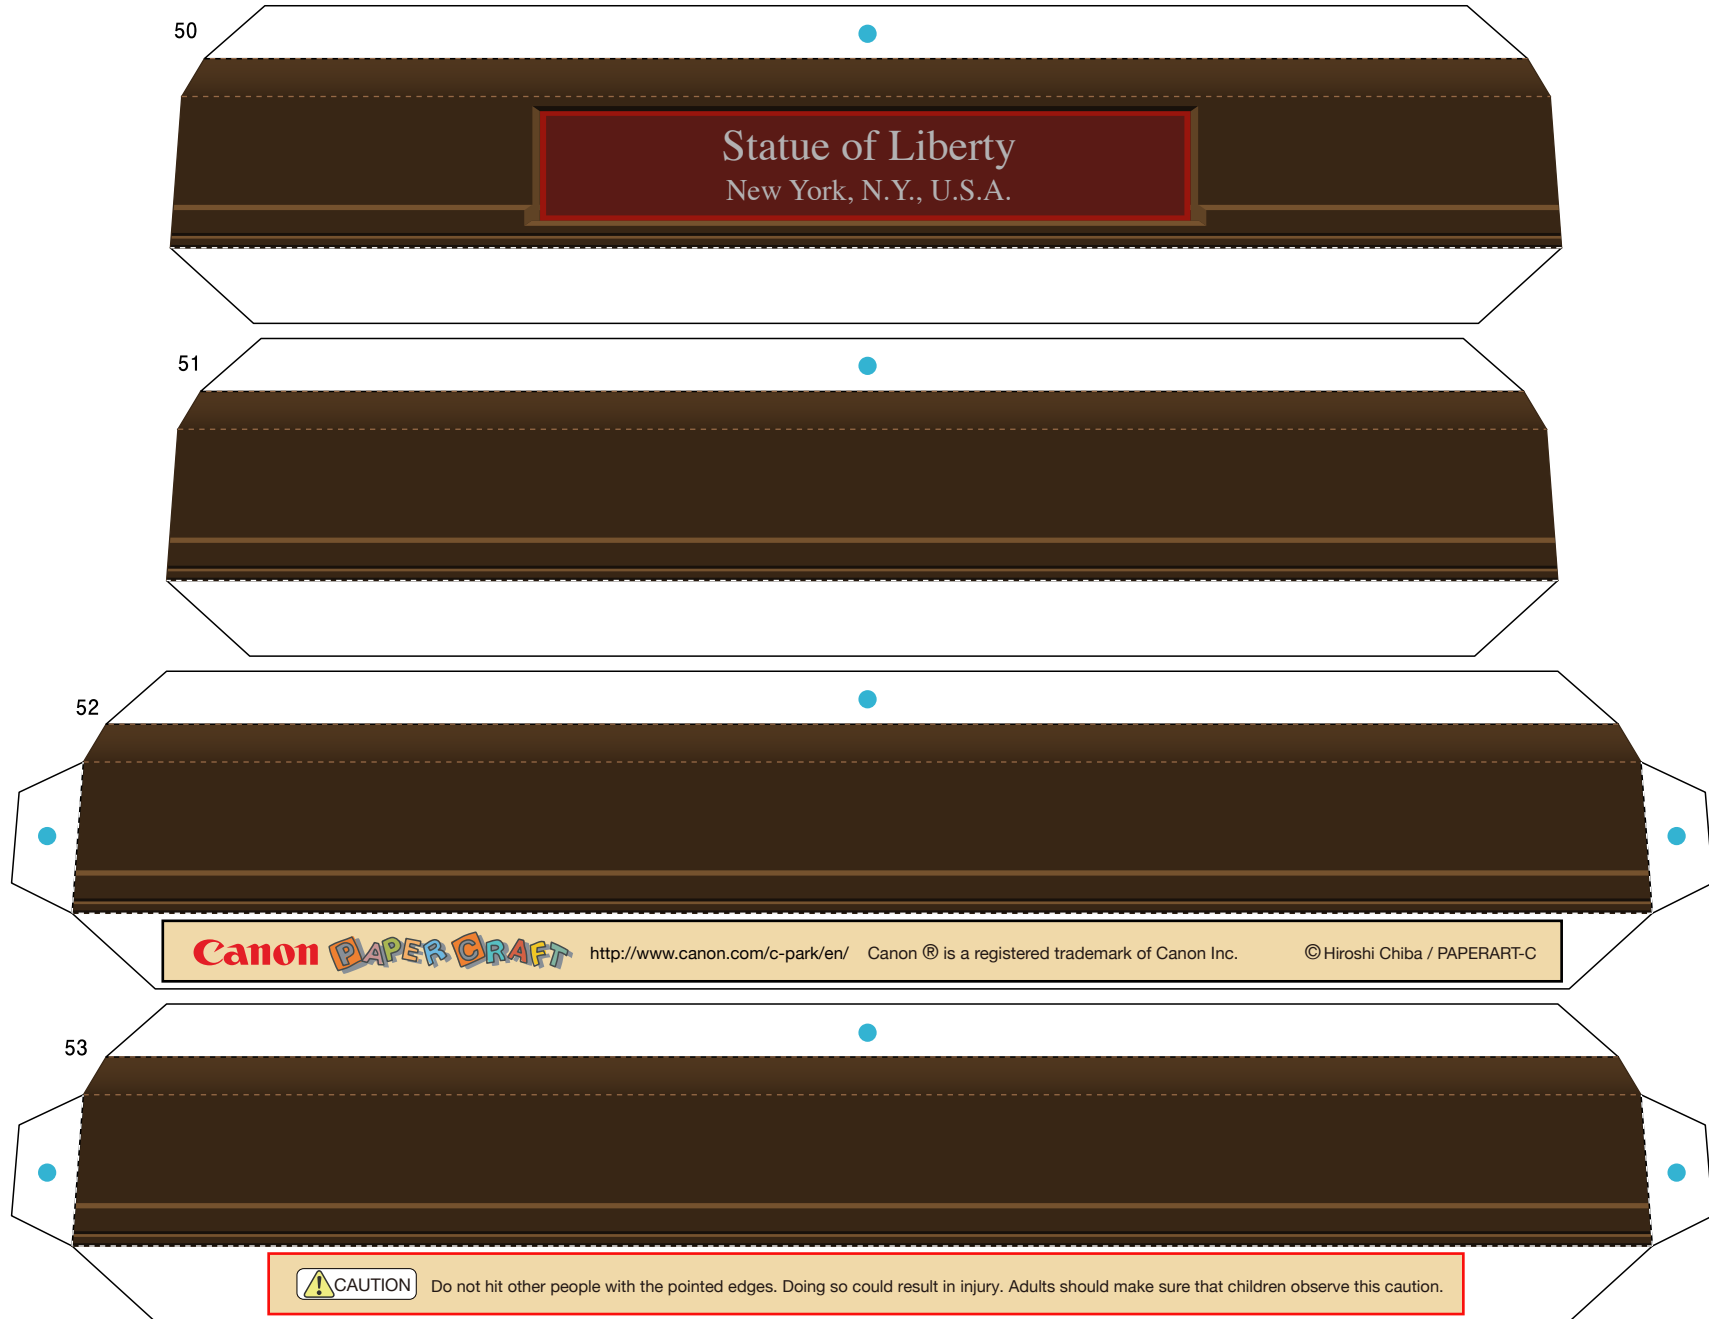 50
Statue of Liberty
New York, N.Y., U.S.A.
51
52
Canon PAPER CRAFT http://www.canon.com/c-park/en/ Canon ® is a registered trademark of Canon Inc. © Hiroshi Chiba / PAPERART-C
53
CAUTION Do not hit other people with the pointed edges. Doing so could result in injury. Adults should make sure that children observe this caution.